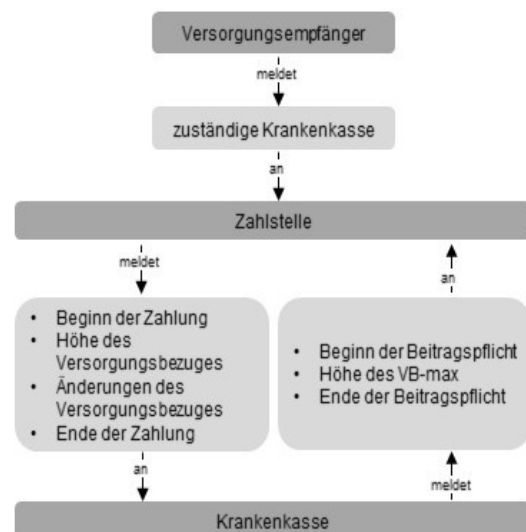 Versorgungsempfänger
meldet
zuständige Krankenkasse
an
Zahlstelle
meldet
• Beginn der Zahlung
• Höhe des
Versorgungsbezuges
• Änderungen des
Versorgungsbezuges
• Ende der Zahlung
an
an
• Beginn der Beitragspflicht
• Höhe des VB-max
• Ende der Beitragspflicht
meldet
Krankenkasse